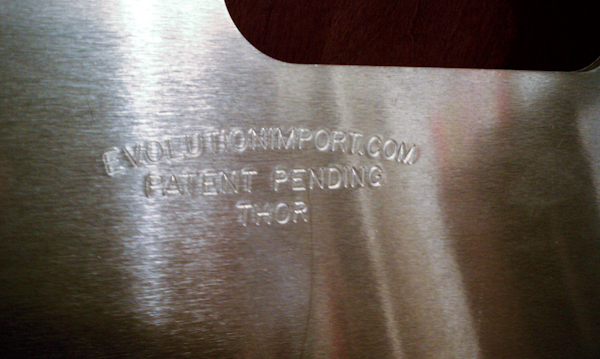 EVOLUTIONIMPORT.COM
PATENT PENDING
THOR